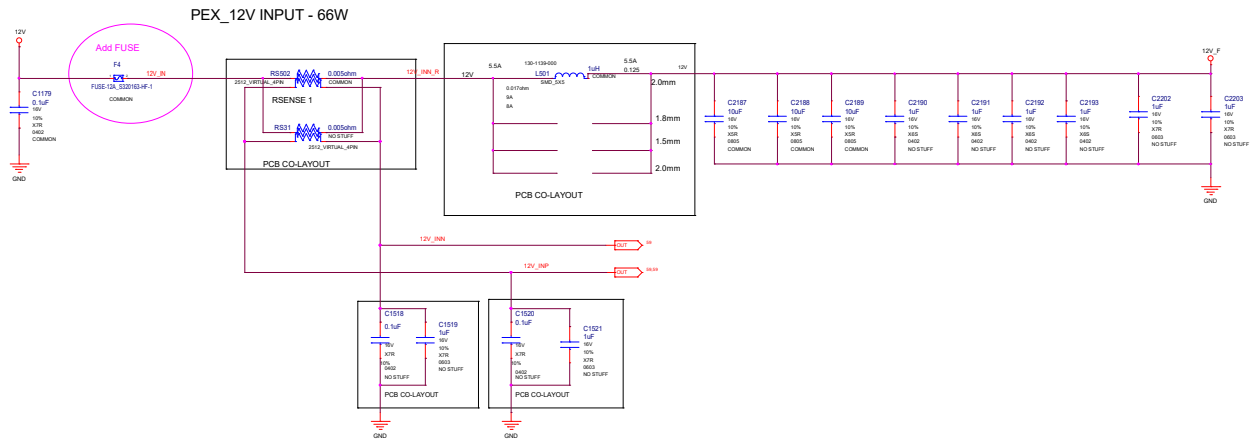 PEX_12V INPUT - 66W
12V
Add FUSE
F4
12V_IN
FUSE-12A_S320163-HF-1
COMMON
C1179
0.1uF
16V
10%
X7R
0402
COMMON
GND
RS502
0.005ohm
2512_VIRTUAL_4PIN
COMMON
RSENSE 1
RS31
0.005ohm
NO STUFF
2512_VIRTUAL_4PIN
PCB CO-LAYOUT
12V_INN_R
5.5A
12V
130-1139-000
L501
1uH
SMD_5X5
COMMON
5.5A
0.125
0.017ohm
9A
8A
12V
2.0mm
1.8mm
1.5mm
2.0mm
PCB CO-LAYOUT
12V_F
C2187
10uF
16V
10%
X5R
0805
COMMON
C2188
10uF
16V
10%
X5R
0805
COMMON
C2189
10uF
16V
10%
X5R
0805
COMMON
C2190
1uF
16V
10%
X6S
0402
NO STUFF
C2191
1uF
16V
10%
X6S
0402
NO STUFF
C2192
1uF
16V
10%
X6S
0402
NO STUFF
C2193
1uF
16V
10%
X6S
0402
NO STUFF
C2202
1uF
16V
10%
X7R
0603
NO STUFF
C2203
1uF
16V
10%
X7R
0603
NO STUFF
GND
12V_INN
OUT
12V_INP
OUT
C1518
0.1uF
16V
X7R
10%
0402
NO STUFF
C1519
1uF
16V
10%
X7R
0603
NO STUFF
PCB CO-LAYOUT
GND
C1520
0.1uF
16V
X7R
10%
0402
NO STUFF
C1521
1uF
16V
10%
X7R
0603
NO STUFF
PCB CO-LAYOUT
GND